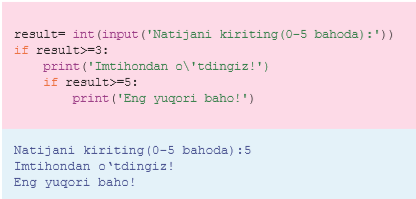 result= int(input('Natijani kiriting(0-5 bahoda):'))
if result>=3:
    print('Imtihondan o\'tdingiz!')
    if result>=5:
        print('Eng yuqori baho!')
Natijani kiriting(0-5 bahoda):5
Imtihondan o‘tdingiz!
Eng yuqori baho!